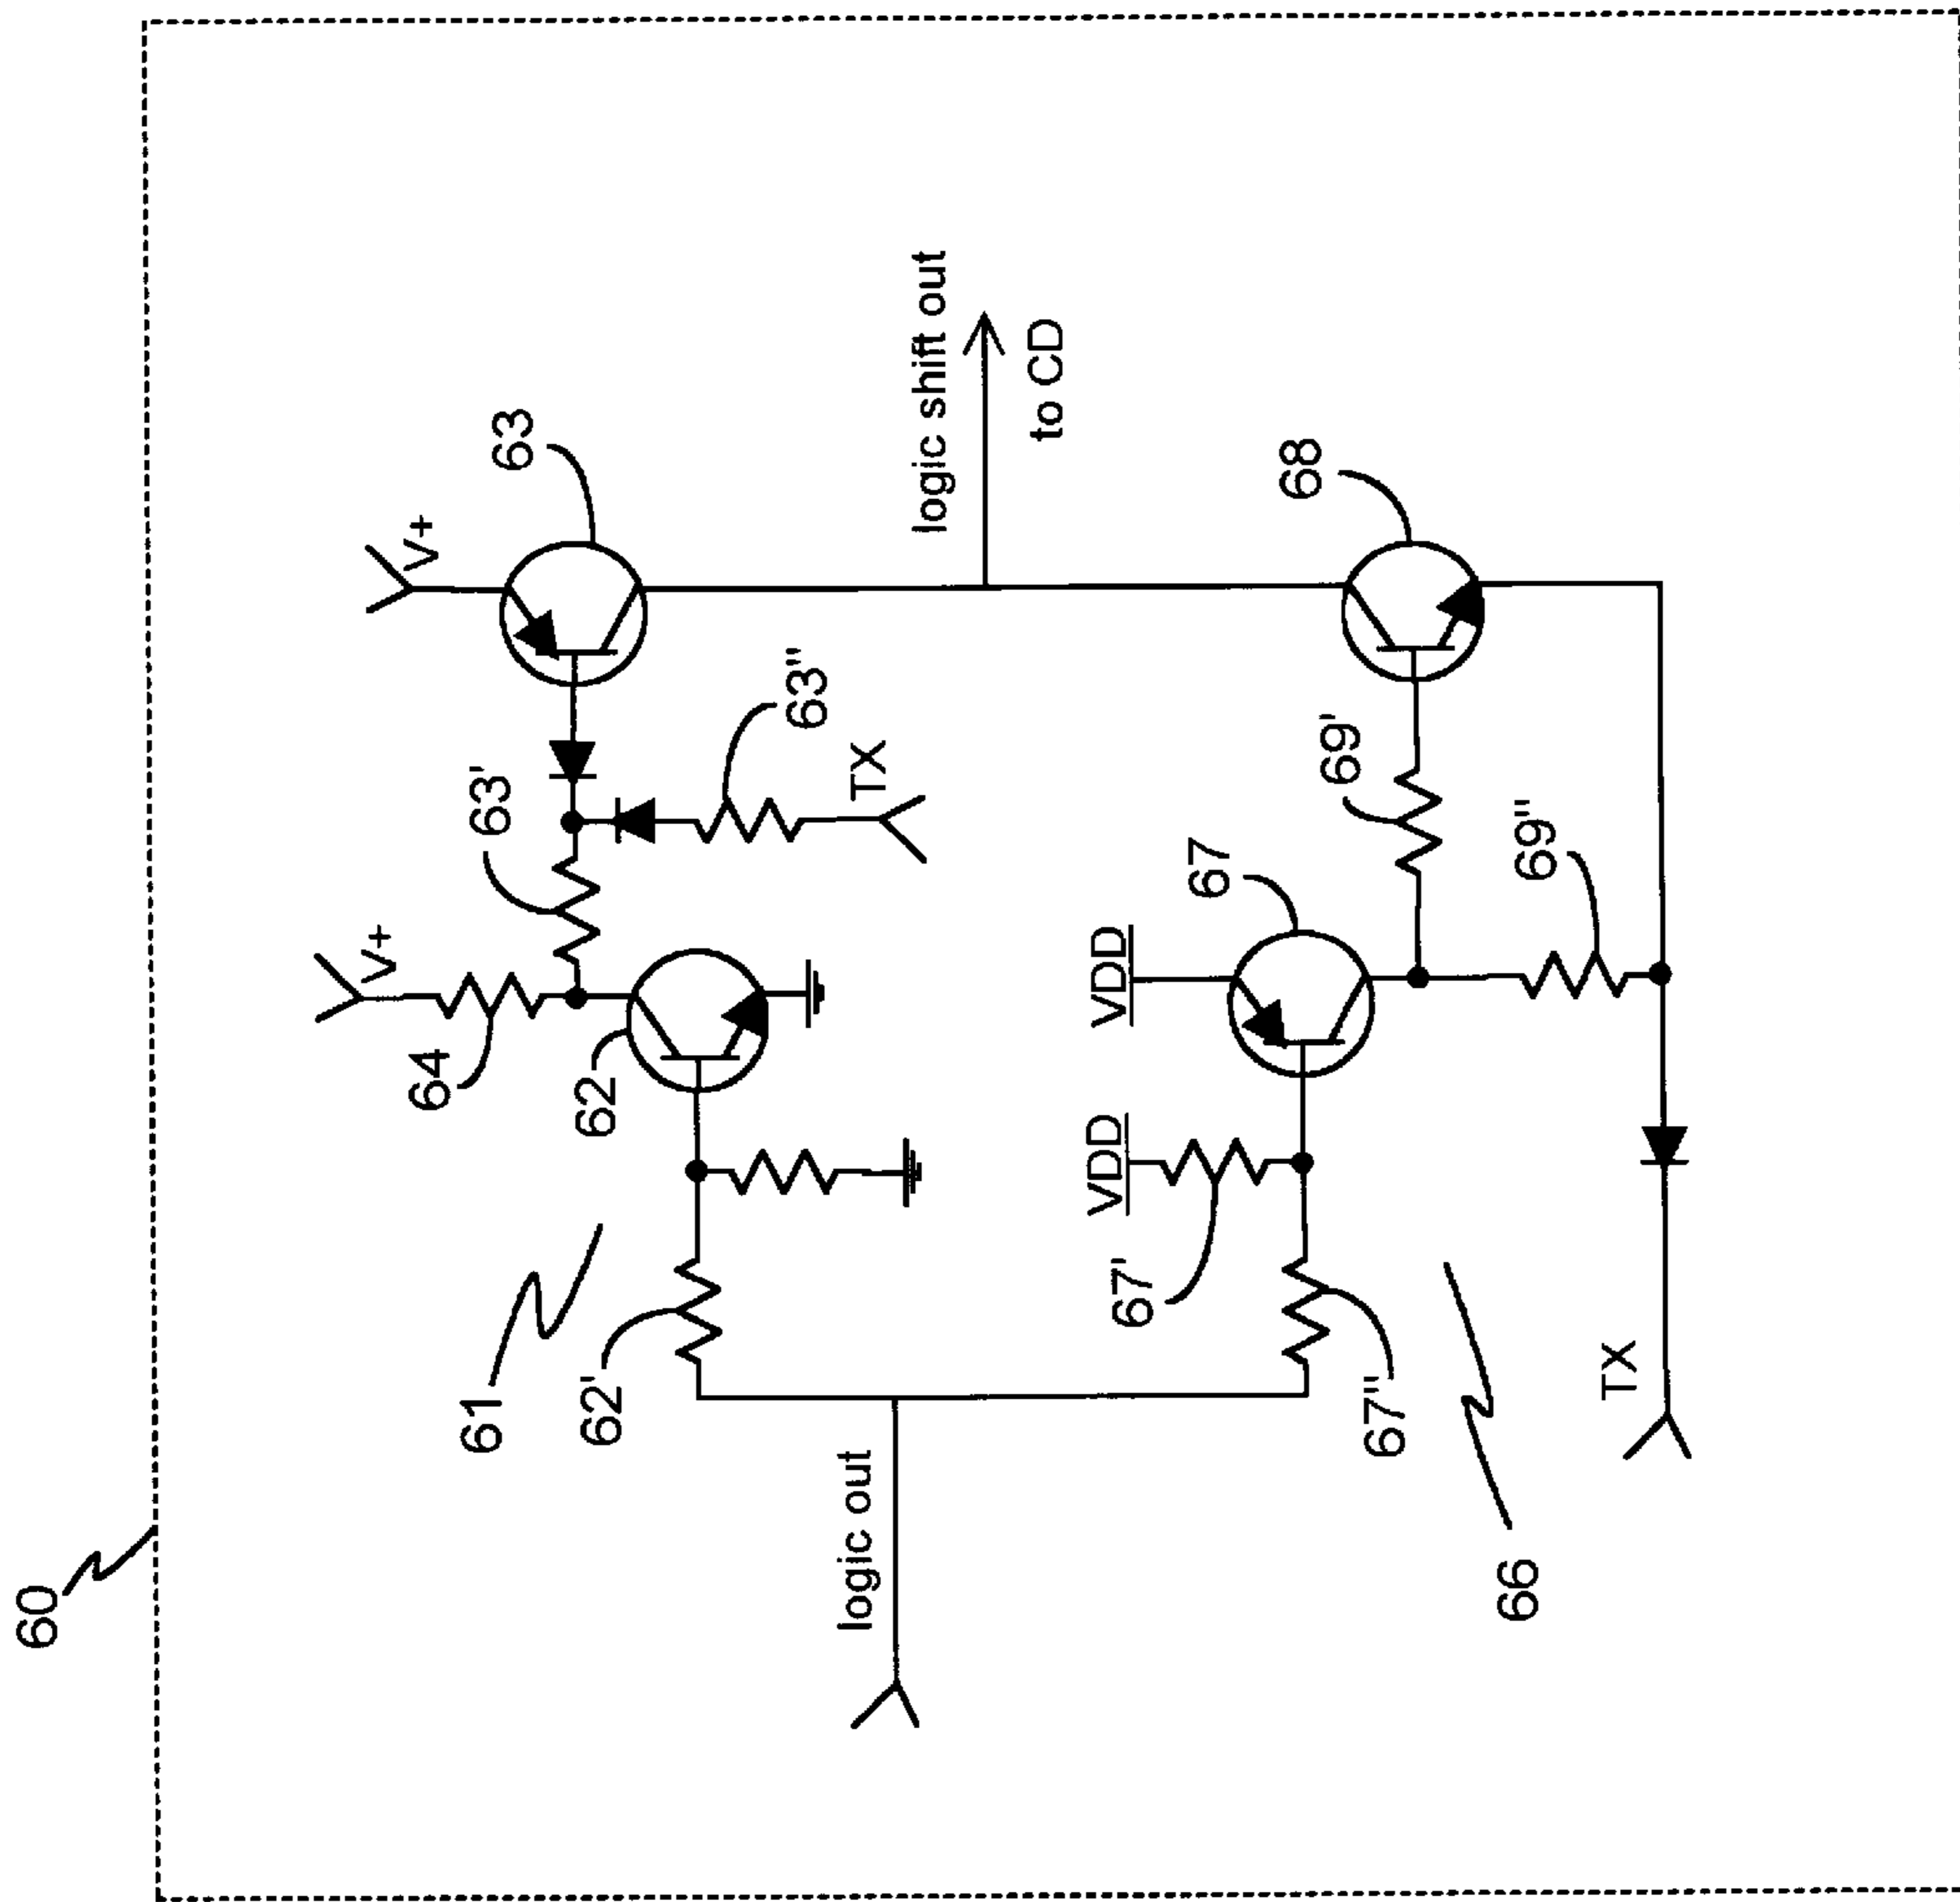 60
V+
V+
64
61
63'
63
62
62'
63"
logic out
TX
logic shift out
to CD
VDD
VDD
67'
67
68
69'
67"
66
69"
TX